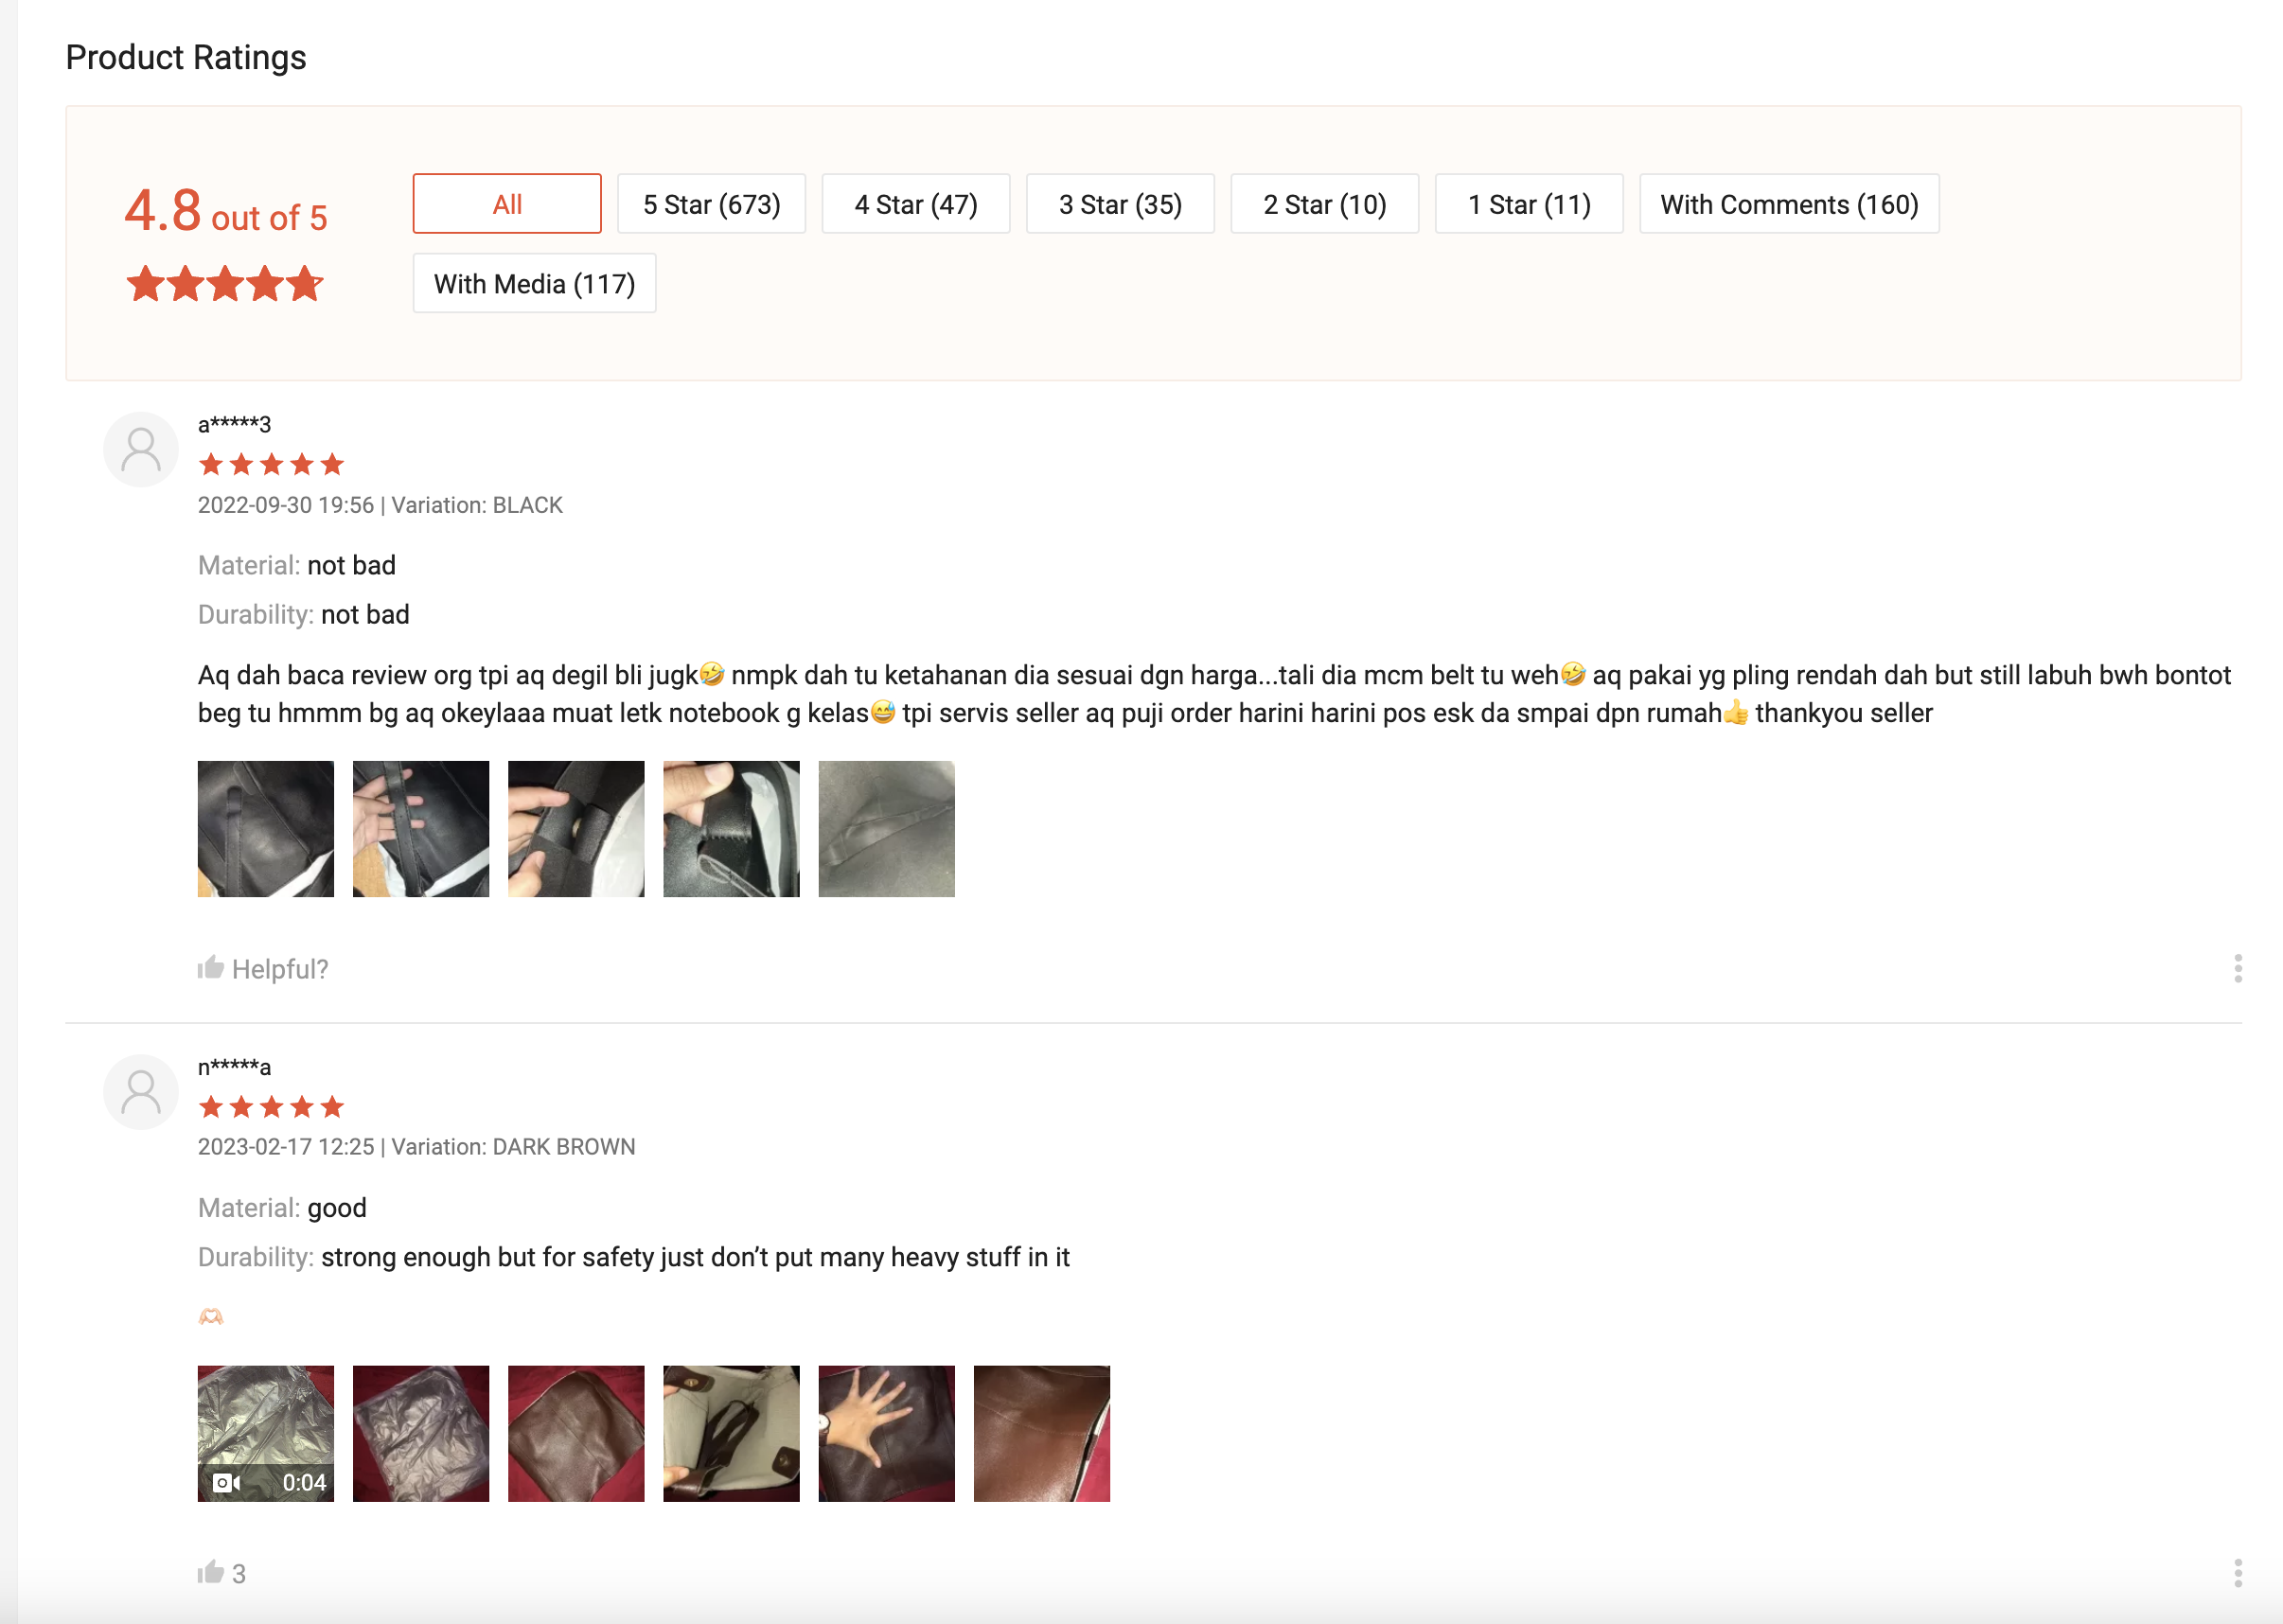 Product Ratings
4.8 out of 5
All
5 Star (673)
4 Star (47)
3 Star (35)
2 Star (10)
1 Star (11)
With Comments (160)
With Media (117)
a*****3
2022-09-30 19:56 | Variation: BLACK
Material: not bad
Durability: not bad
Aq dah baca review org tpi aq degil bli jugk🤣 nmpk dah tu ketahanan dia sesuai dgn harga...tali dia mcm belt tu weh🤣 aq pakai yg pling rendah dah but still labuh bwh bontot
beg tu hmmm bg aq okeylaaa muat letk notebook g kelas😅 tpi servis seller aq puji order harini harini pos esk da smpai dpn rumah👍 thankyou seller
Helpful?
n*****a
2023-02-17 12:25 | Variation: DARK BROWN
Material: good
Durability: strong enough but for safety just don’t put many heavy stuff in it
🫶🏻
0:04
3